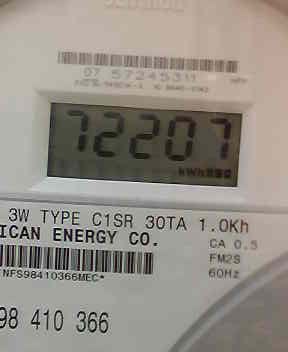 07 57245311
72207
kWh
3W TYPE C1SR 30TA 1.0Kh
ICAN ENERGY CO.
CA 0.5
FM2S
60Hz
NFS98410366MEC*
98 410 366